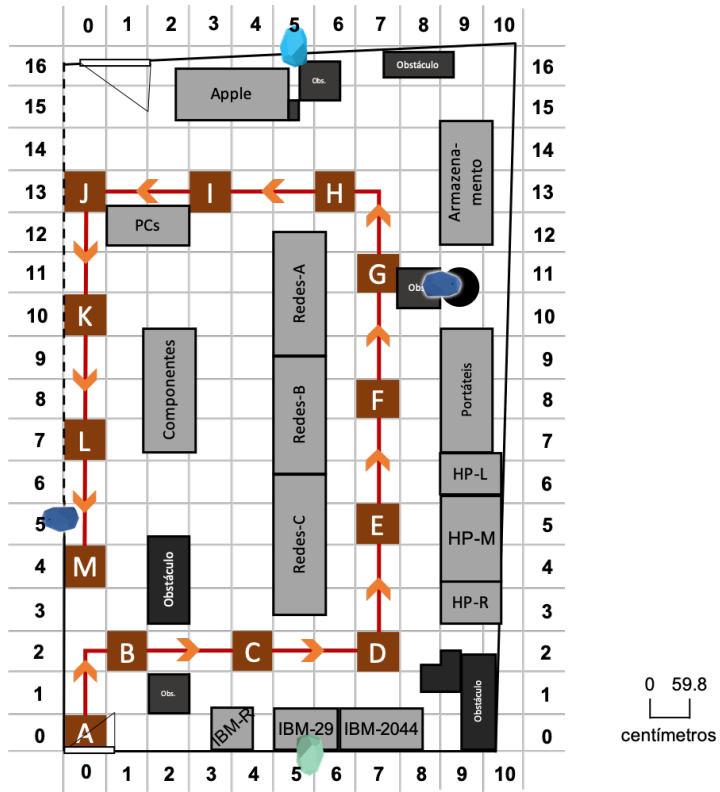 0 1 2 3 4 5 6 7 8 9 10
16 Obs. Obstáculo 16
Apple
15 15
14 14
Armazena-
mento
13 J I H 13
PCs
12 12
11 G 11
Redes-A
10 K 10
9 9
Componentes
Redes-B
Portáteis
8 F 8
7 L 7
6 HP-L 6
5 E 5
Redes-C
HP-M
4 M 4
Obstáculo
3 HP-R 3
2 B C D 2
1 Obs. 1
Obstáculo
0 A IBM-R IBM-29 IBM-2044 0
0 1 2 3 4 5 6 7 8 9 10
0 59.8
centímetros